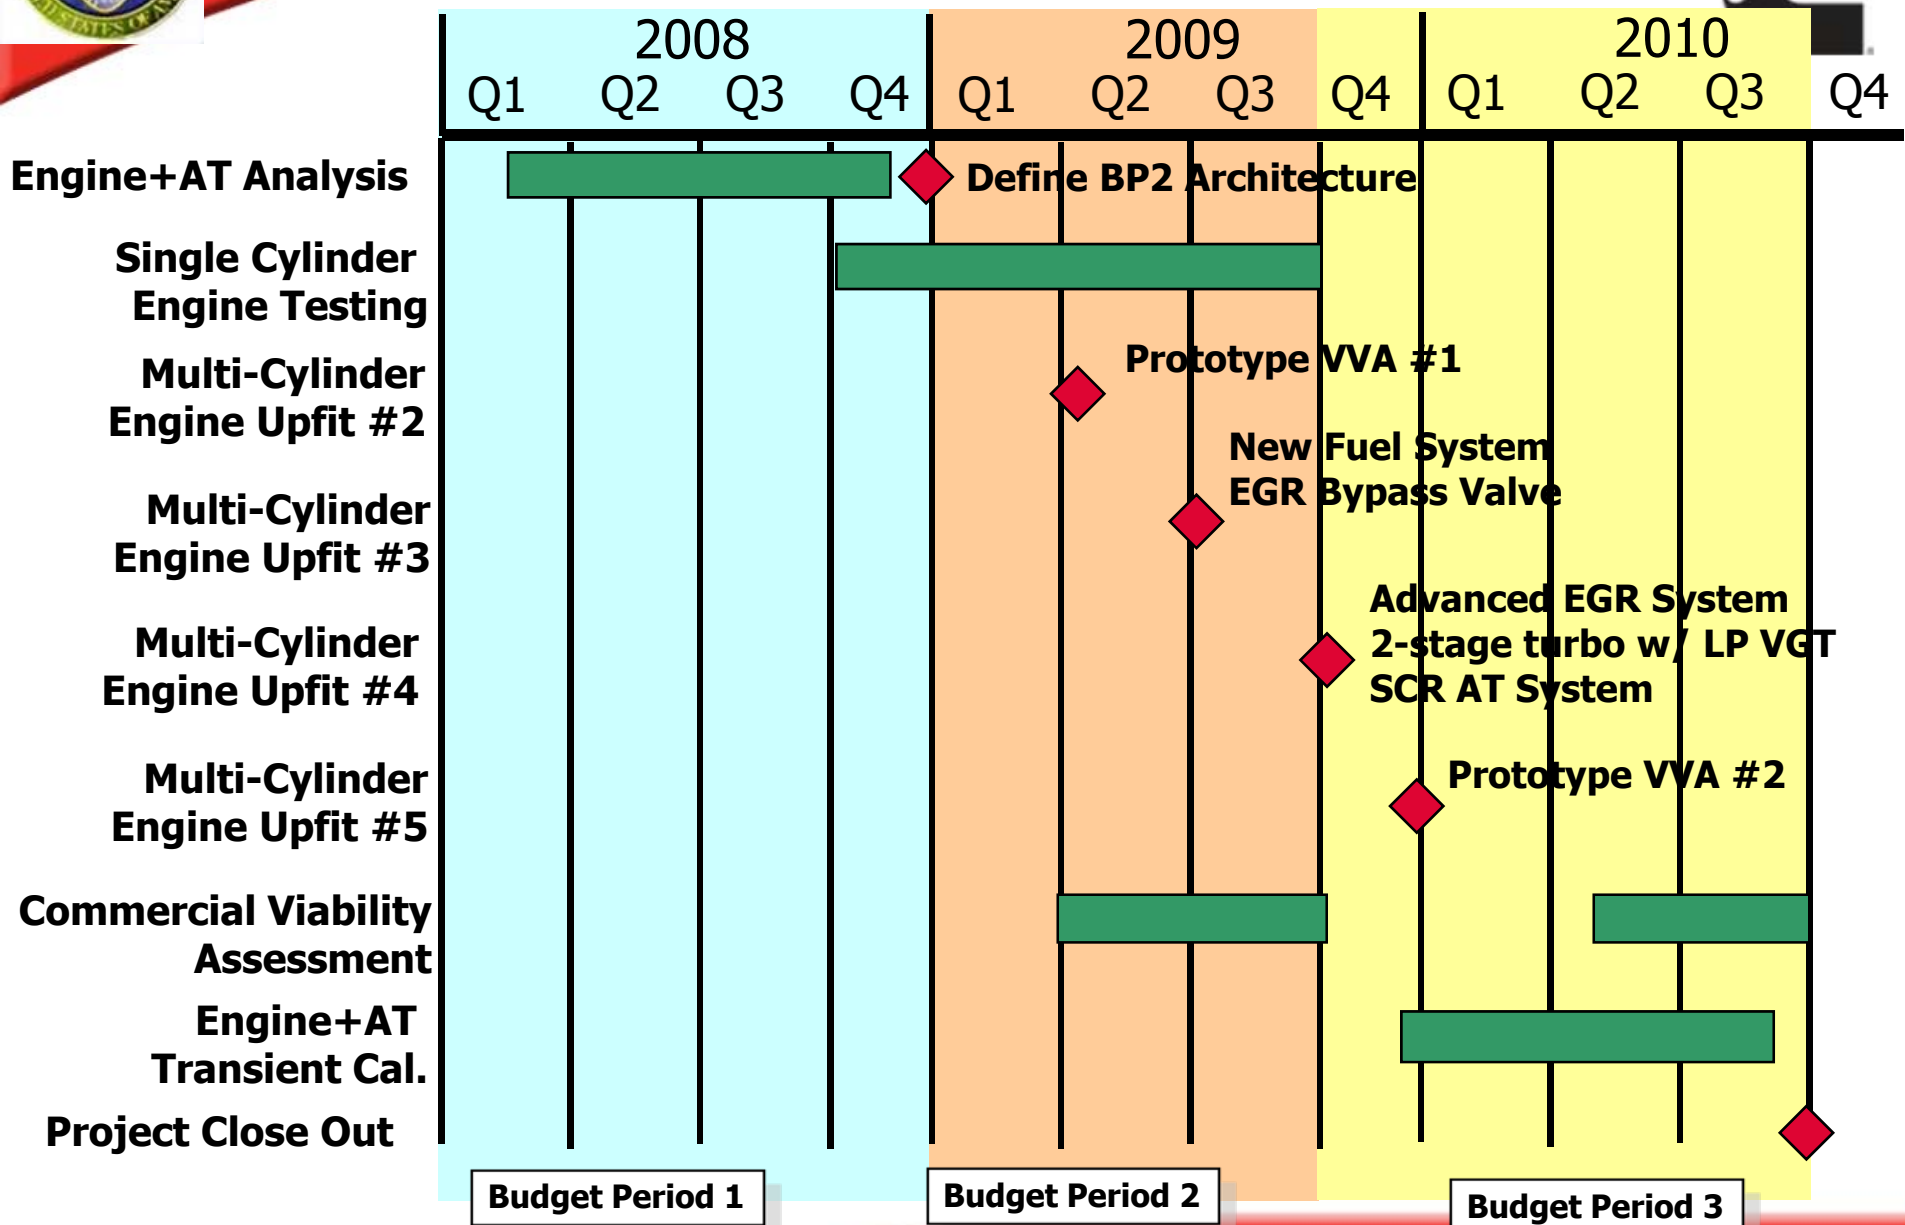 2008 2009 2010
Q1 Q2 Q3 Q4 Q1 Q2 Q3 Q4 Q1 Q2 Q3 Q4
Engine+AT Analysis
Define BP2 Architecture
Single Cylinder
Engine Testing
Prototype VVA #1
Multi-Cylinder
Engine Upfit #2
New Fuel System
EGR Bypass Valve
Multi-Cylinder
Engine Upfit #3
Advanced EGR System
2-stage turbo w/ LP VGT
SCR AT System
Multi-Cylinder
Engine Upfit #4
Prototype VVA #2
Multi-Cylinder
Engine Upfit #5
Commercial Viability
Assessment
Engine+AT
Transient Cal.
Project Close Out
Budget Period 1
Budget Period 2
Budget Period 3